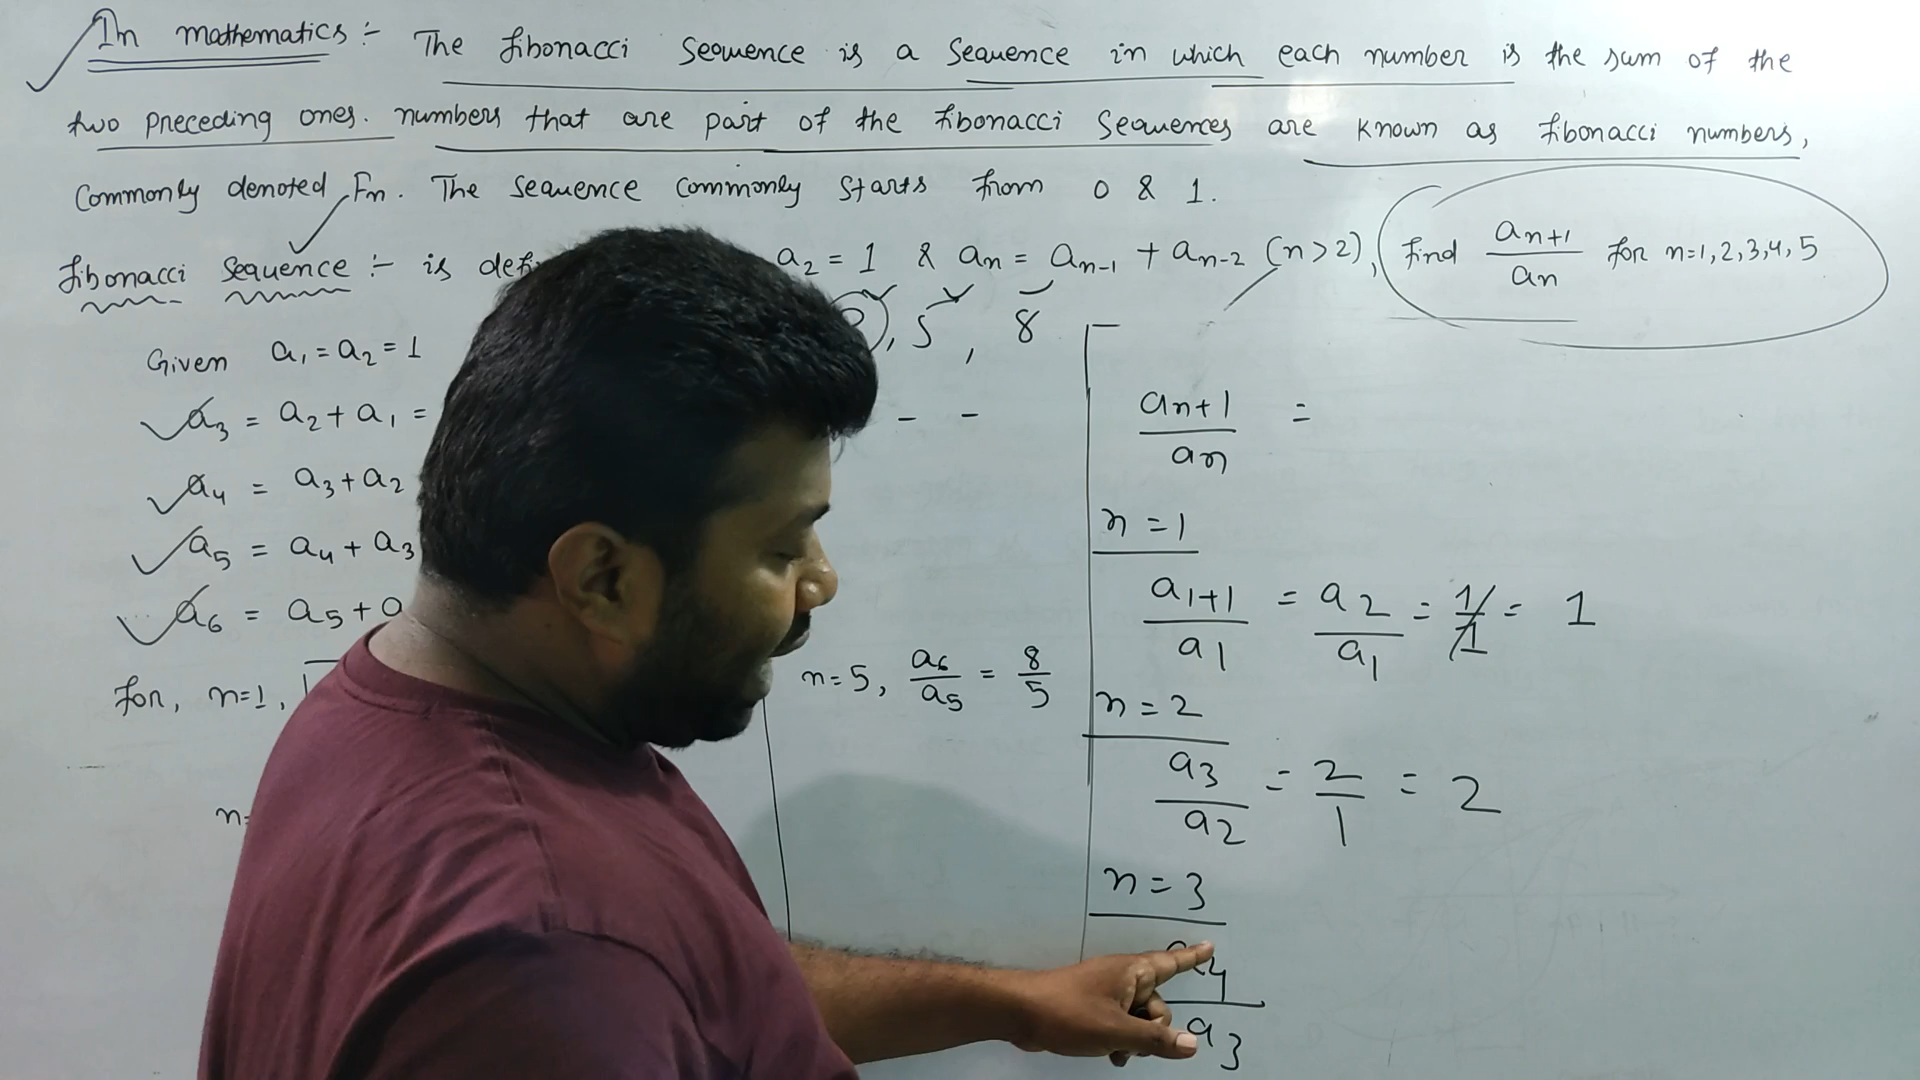 In mathematics :- The fibonacci sequence is a sequence in which each number is the sum of the
two preceding ones. numbers that are part of the fibonacci sequences are known as fibonacci numbers,
Commonly denoted Fn. The sequence commonly starts from 0 & 1.
fibonacci sequence :- is a₂ = 1 & aₙ = aₙ₋₁ + aₙ₋₂ (n>2), find aₙ₊₁/aₙ for n=1,2,3,4,5
, 5, 8
Given a₁ = a₂ = 1
a₃ = a₂ + a₁ =
a₄ = a₃ + a₂
a₅ = a₄ + a₃
a₆ = a₅ +
for, n=1,
n=5, a₆/a₅ = 8/5
aₙ₊₁/aₙ =
n = 1
a₁₊₁/a₁ = a₂/a₁ = 1/1 = 1
n = 2
a₃/a₂ = 2/1 = 2
n = 3
a₄/a₃